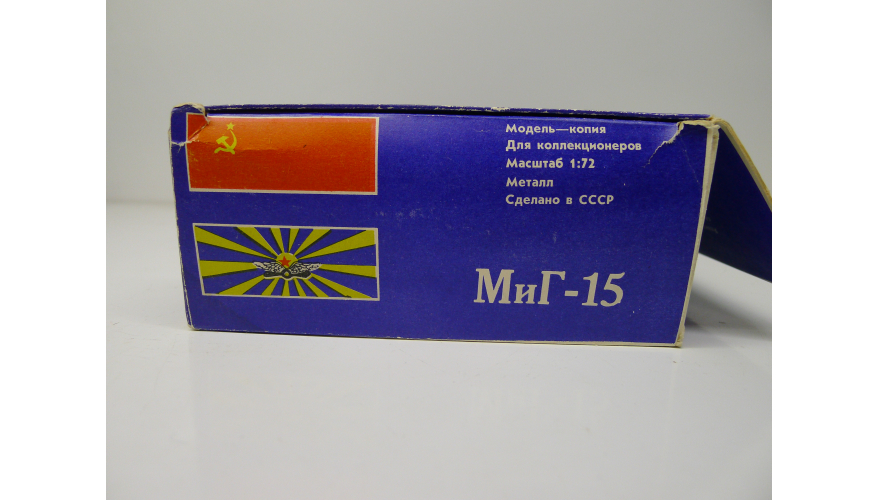 Модель—копия
Для коллекционеров
Масштаб 1:72
Металл
Сделано в СССР
МиГ-15